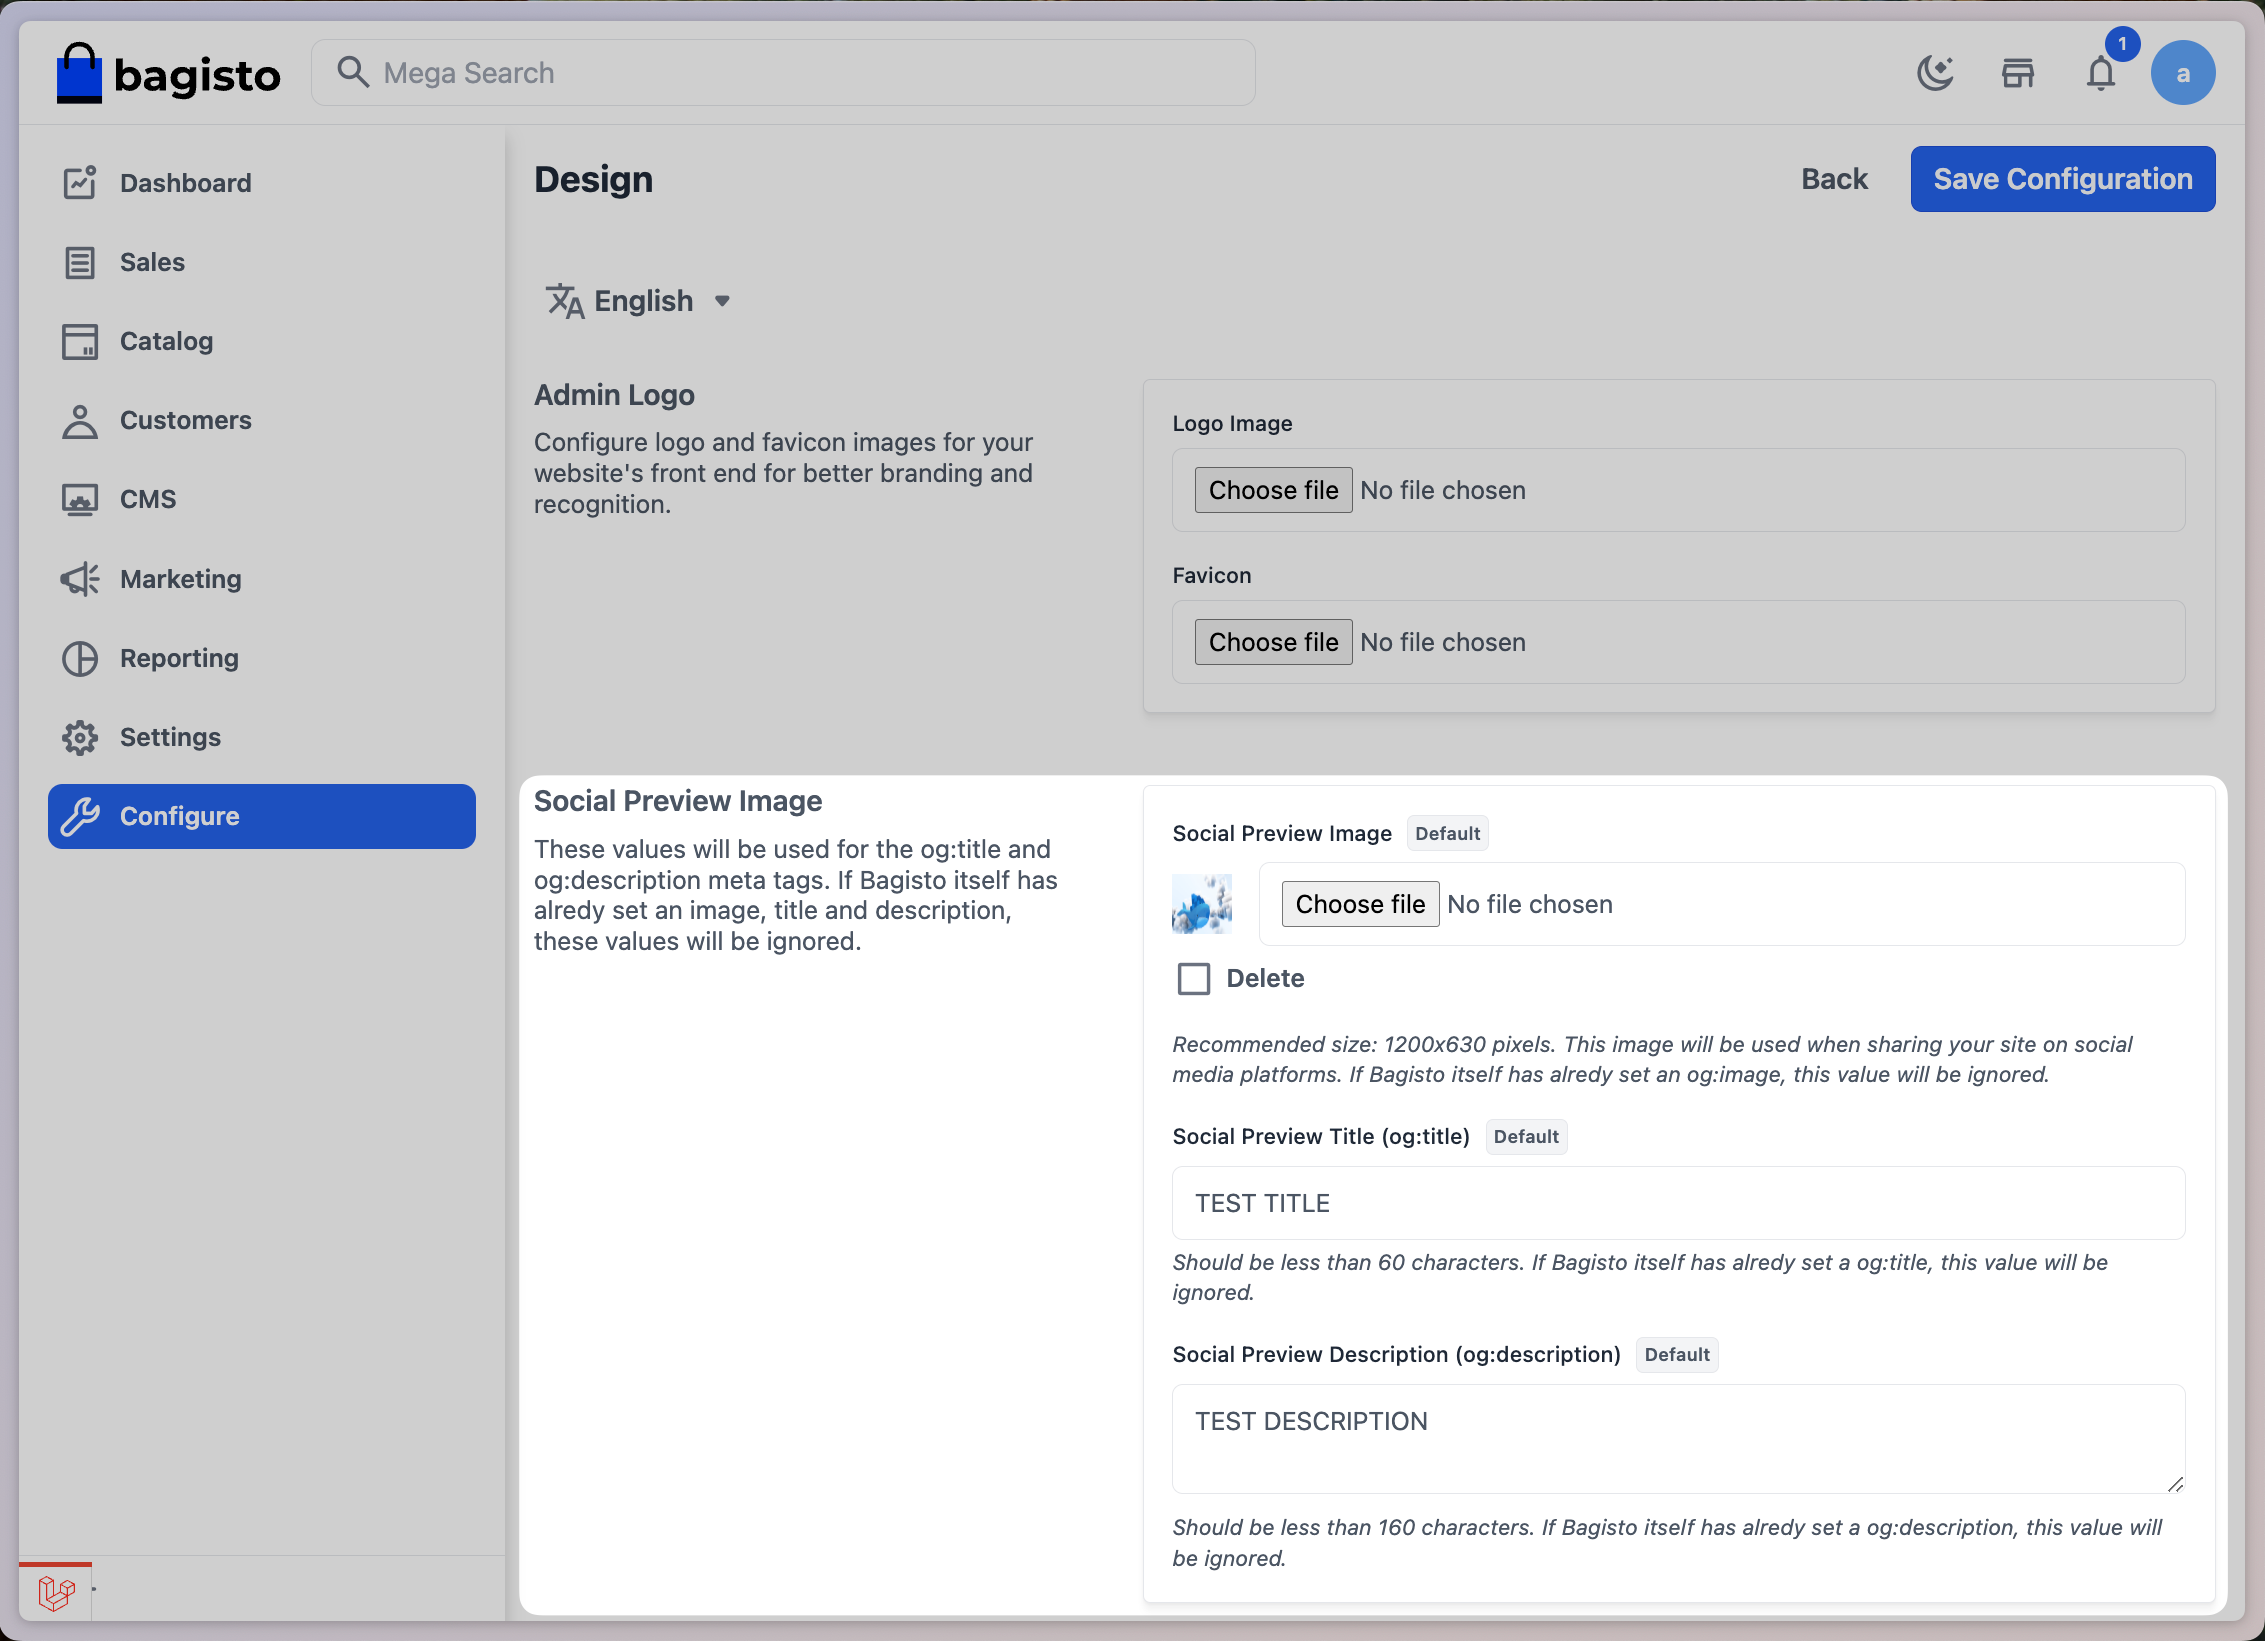 bagisto
Mega Search
1
a
Dashboard
Sales
Catalog
Customers
CMS
Marketing
Reporting
Settings
Configure
Design
Back
Save Configuration
English
Admin Logo
Configure logo and favicon images for your
website's front end for better branding and
recognition.
Logo Image
Choose file No file chosen
Favicon
Choose file No file chosen
Social Preview Image
These values will be used for the og:title and
og:description meta tags. If Bagisto itself has
alredy set an image, title and description,
these values will be ignored.
Social Preview Image Default
Choose file No file chosen
Delete
Recommended size: 1200x630 pixels. This image will be used when sharing your site on social
media platforms. If Bagisto itself has alredy set an og:image, this value will be ignored.
Social Preview Title (og:title) Default
TEST TITLE
Should be less than 60 characters. If Bagisto itself has alredy set a og:title, this value will be
ignored.
Social Preview Description (og:description) Default
TEST DESCRIPTION
Should be less than 160 characters. If Bagisto itself has alredy set a og:description, this value will
be ignored.